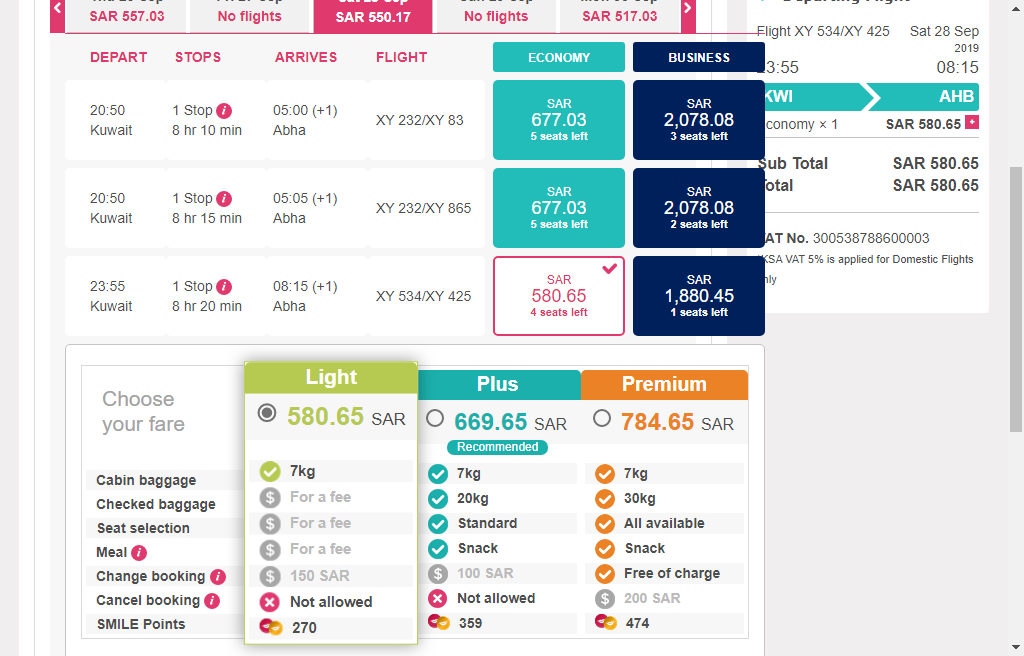 SAR 557.03
No flights
SAR 550.17
No flights
SAR 517.03
DEPART STOPS ARRIVES FLIGHT ECONOMY BUSINESS
20:50 1 Stop 05:00 (+1) XY 232/XY 83 SAR 677.03 5 seats left SAR 2,078.08 3 seats left
Kuwait 8 hr 10 min Abha
20:50 1 Stop 05:05 (+1) XY 232/XY 865 SAR 677.03 5 seats left SAR 2,078.08 2 seats left
Kuwait 8 hr 15 min Abha
23:55 1 Stop 08:15 (+1) XY 534/XY 425 SAR 580.65 4 seats left SAR 1,880.45 1 seats left
Kuwait 8 hr 20 min Abha
Flight XY 534/XY 425 Sat 28 Sep
2019
23:55 08:15
KWI AHB
Economy × 1 SAR 580.65
Sub Total SAR 580.65
Total SAR 580.65
VAT No. 300538788600003
KSA VAT 5% is applied for Domestic Flights
only
Choose
your fare
Light Plus Premium
580.65 SAR 669.65 SAR 784.65 SAR
Recommended
Cabin baggage 7kg 7kg 7kg
Checked baggage For a fee 20kg 30kg
Seat selection For a fee Standard All available
Meal For a fee Snack Snack
Change booking 150 SAR 100 SAR Free of charge
Cancel booking Not allowed Not allowed 200 SAR
SMILE Points 270 359 474